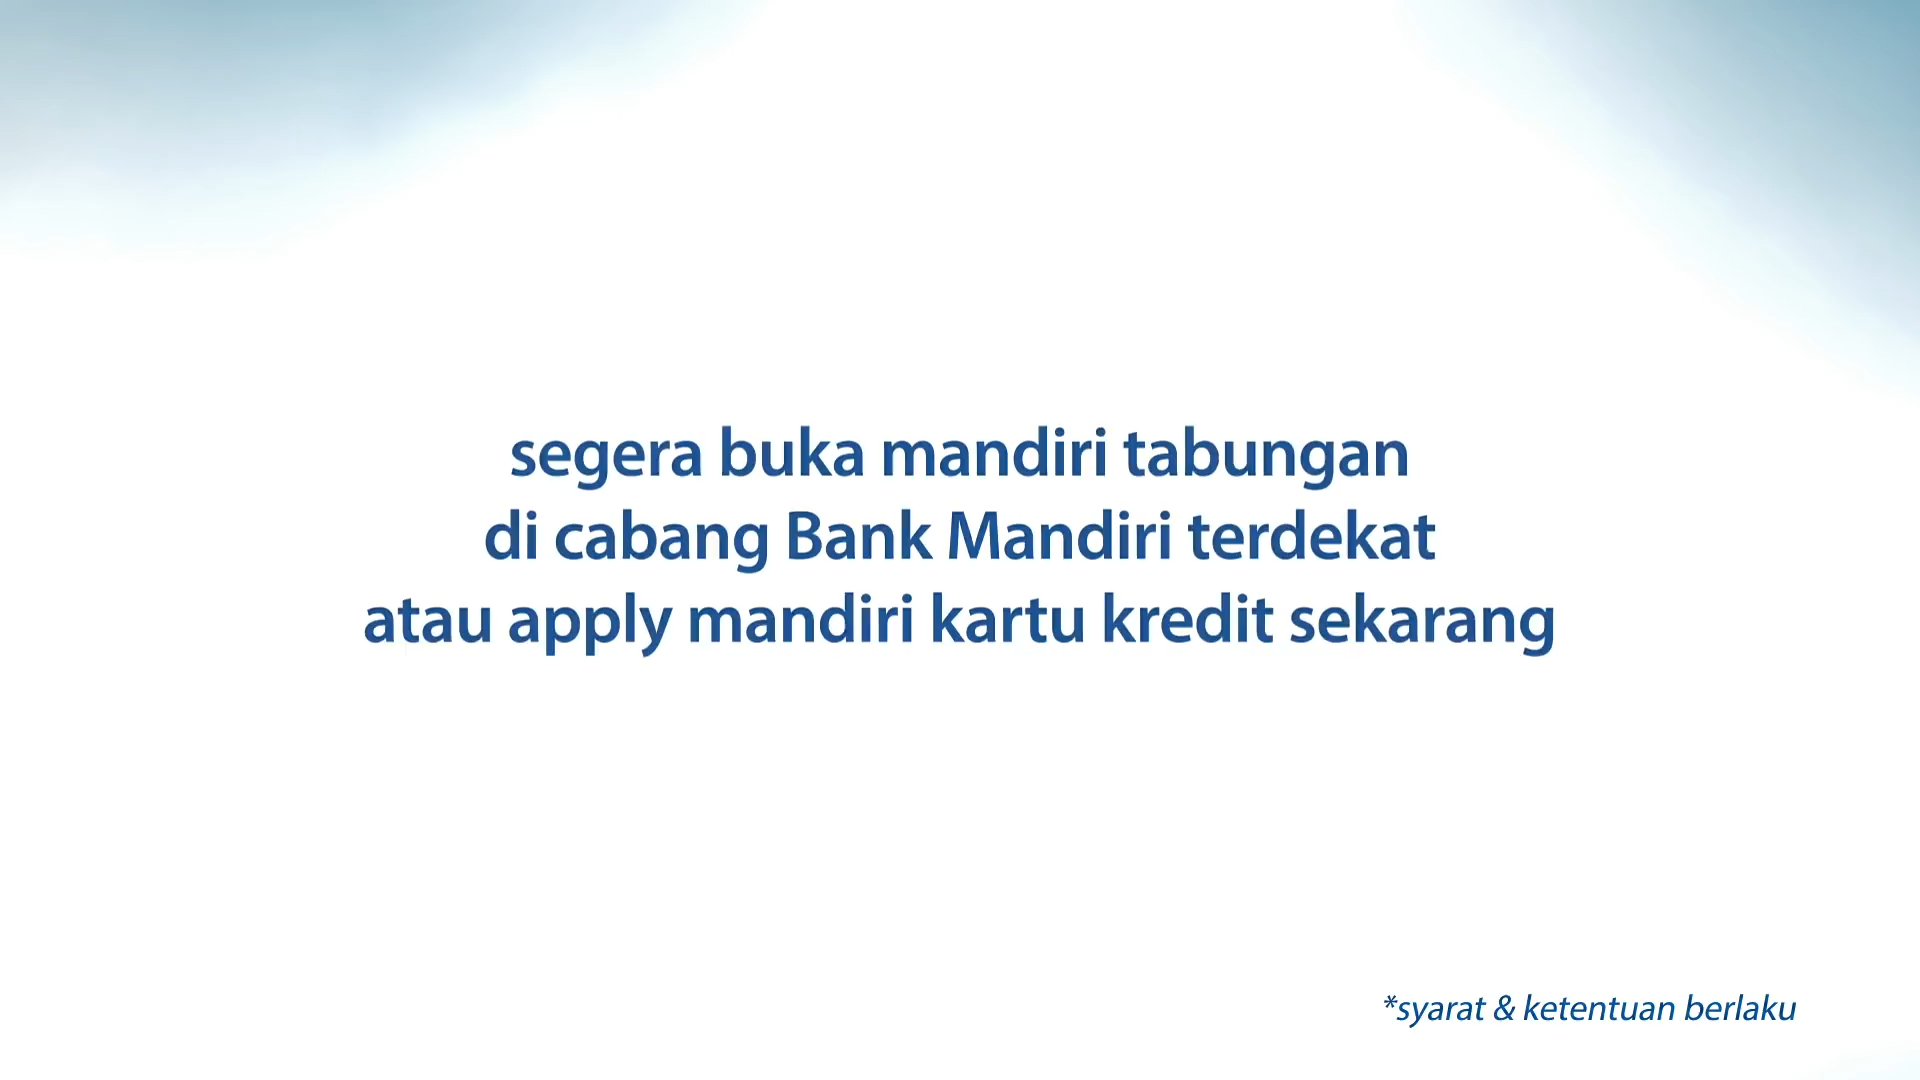 segera buka mandiri tabungan
di cabang Bank Mandiri terdekat
atau apply mandiri kartu kredit sekarang
*syarat & ketentuan berlaku